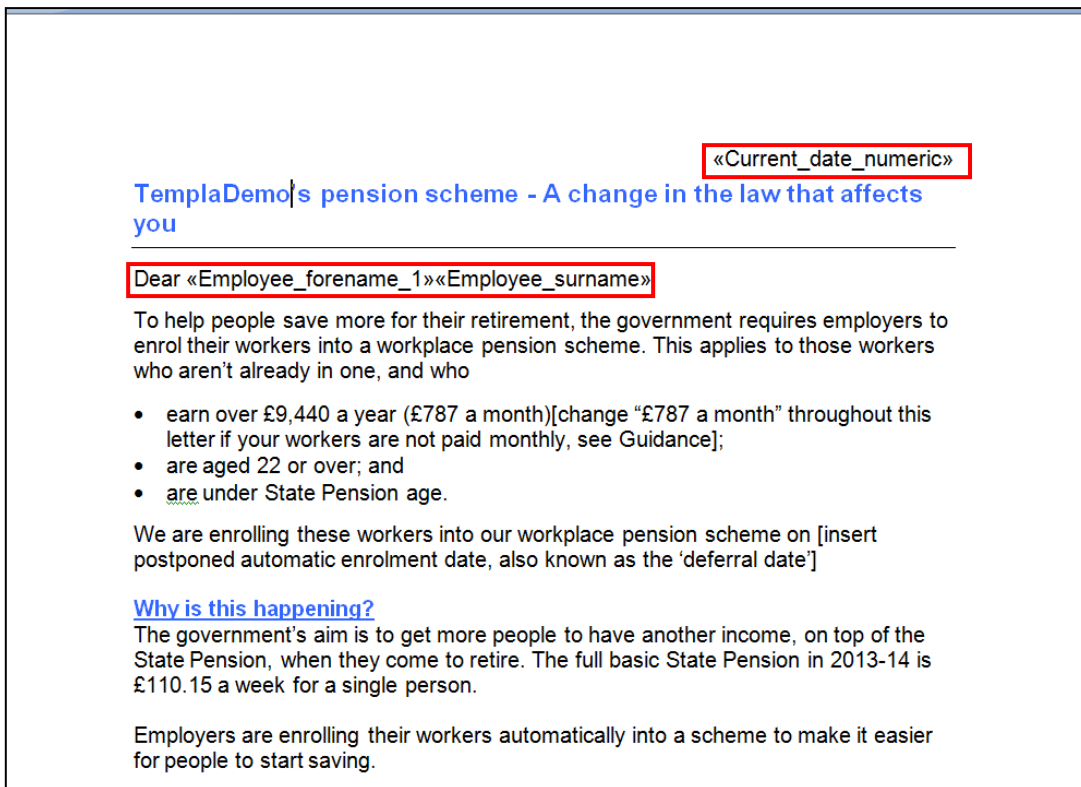 «Current_date_numeric»
TemplaDemo's pension scheme - A change in the law that affects
you
Dear «Employee_forename_1»«Employee_surname»
To help people save more for their retirement, the government requires employers to
enrol their workers into a workplace pension scheme. This applies to those workers
who aren’t already in one, and who
• earn over £9,440 a year (£787 a month)[change “£787 a month” throughout this
letter if your workers are not paid monthly, see Guidance];
• are aged 22 or over; and
• are under State Pension age.
We are enrolling these workers into our workplace pension scheme on [insert
postponed automatic enrolment date, also known as the ‘deferral date’]
Why is this happening?
The government’s aim is to get more people to have another income, on top of the
State Pension, when they come to retire. The full basic State Pension in 2013-14 is
£110.15 a week for a single person.
Employers are enrolling their workers automatically into a scheme to make it easier
for people to start saving.